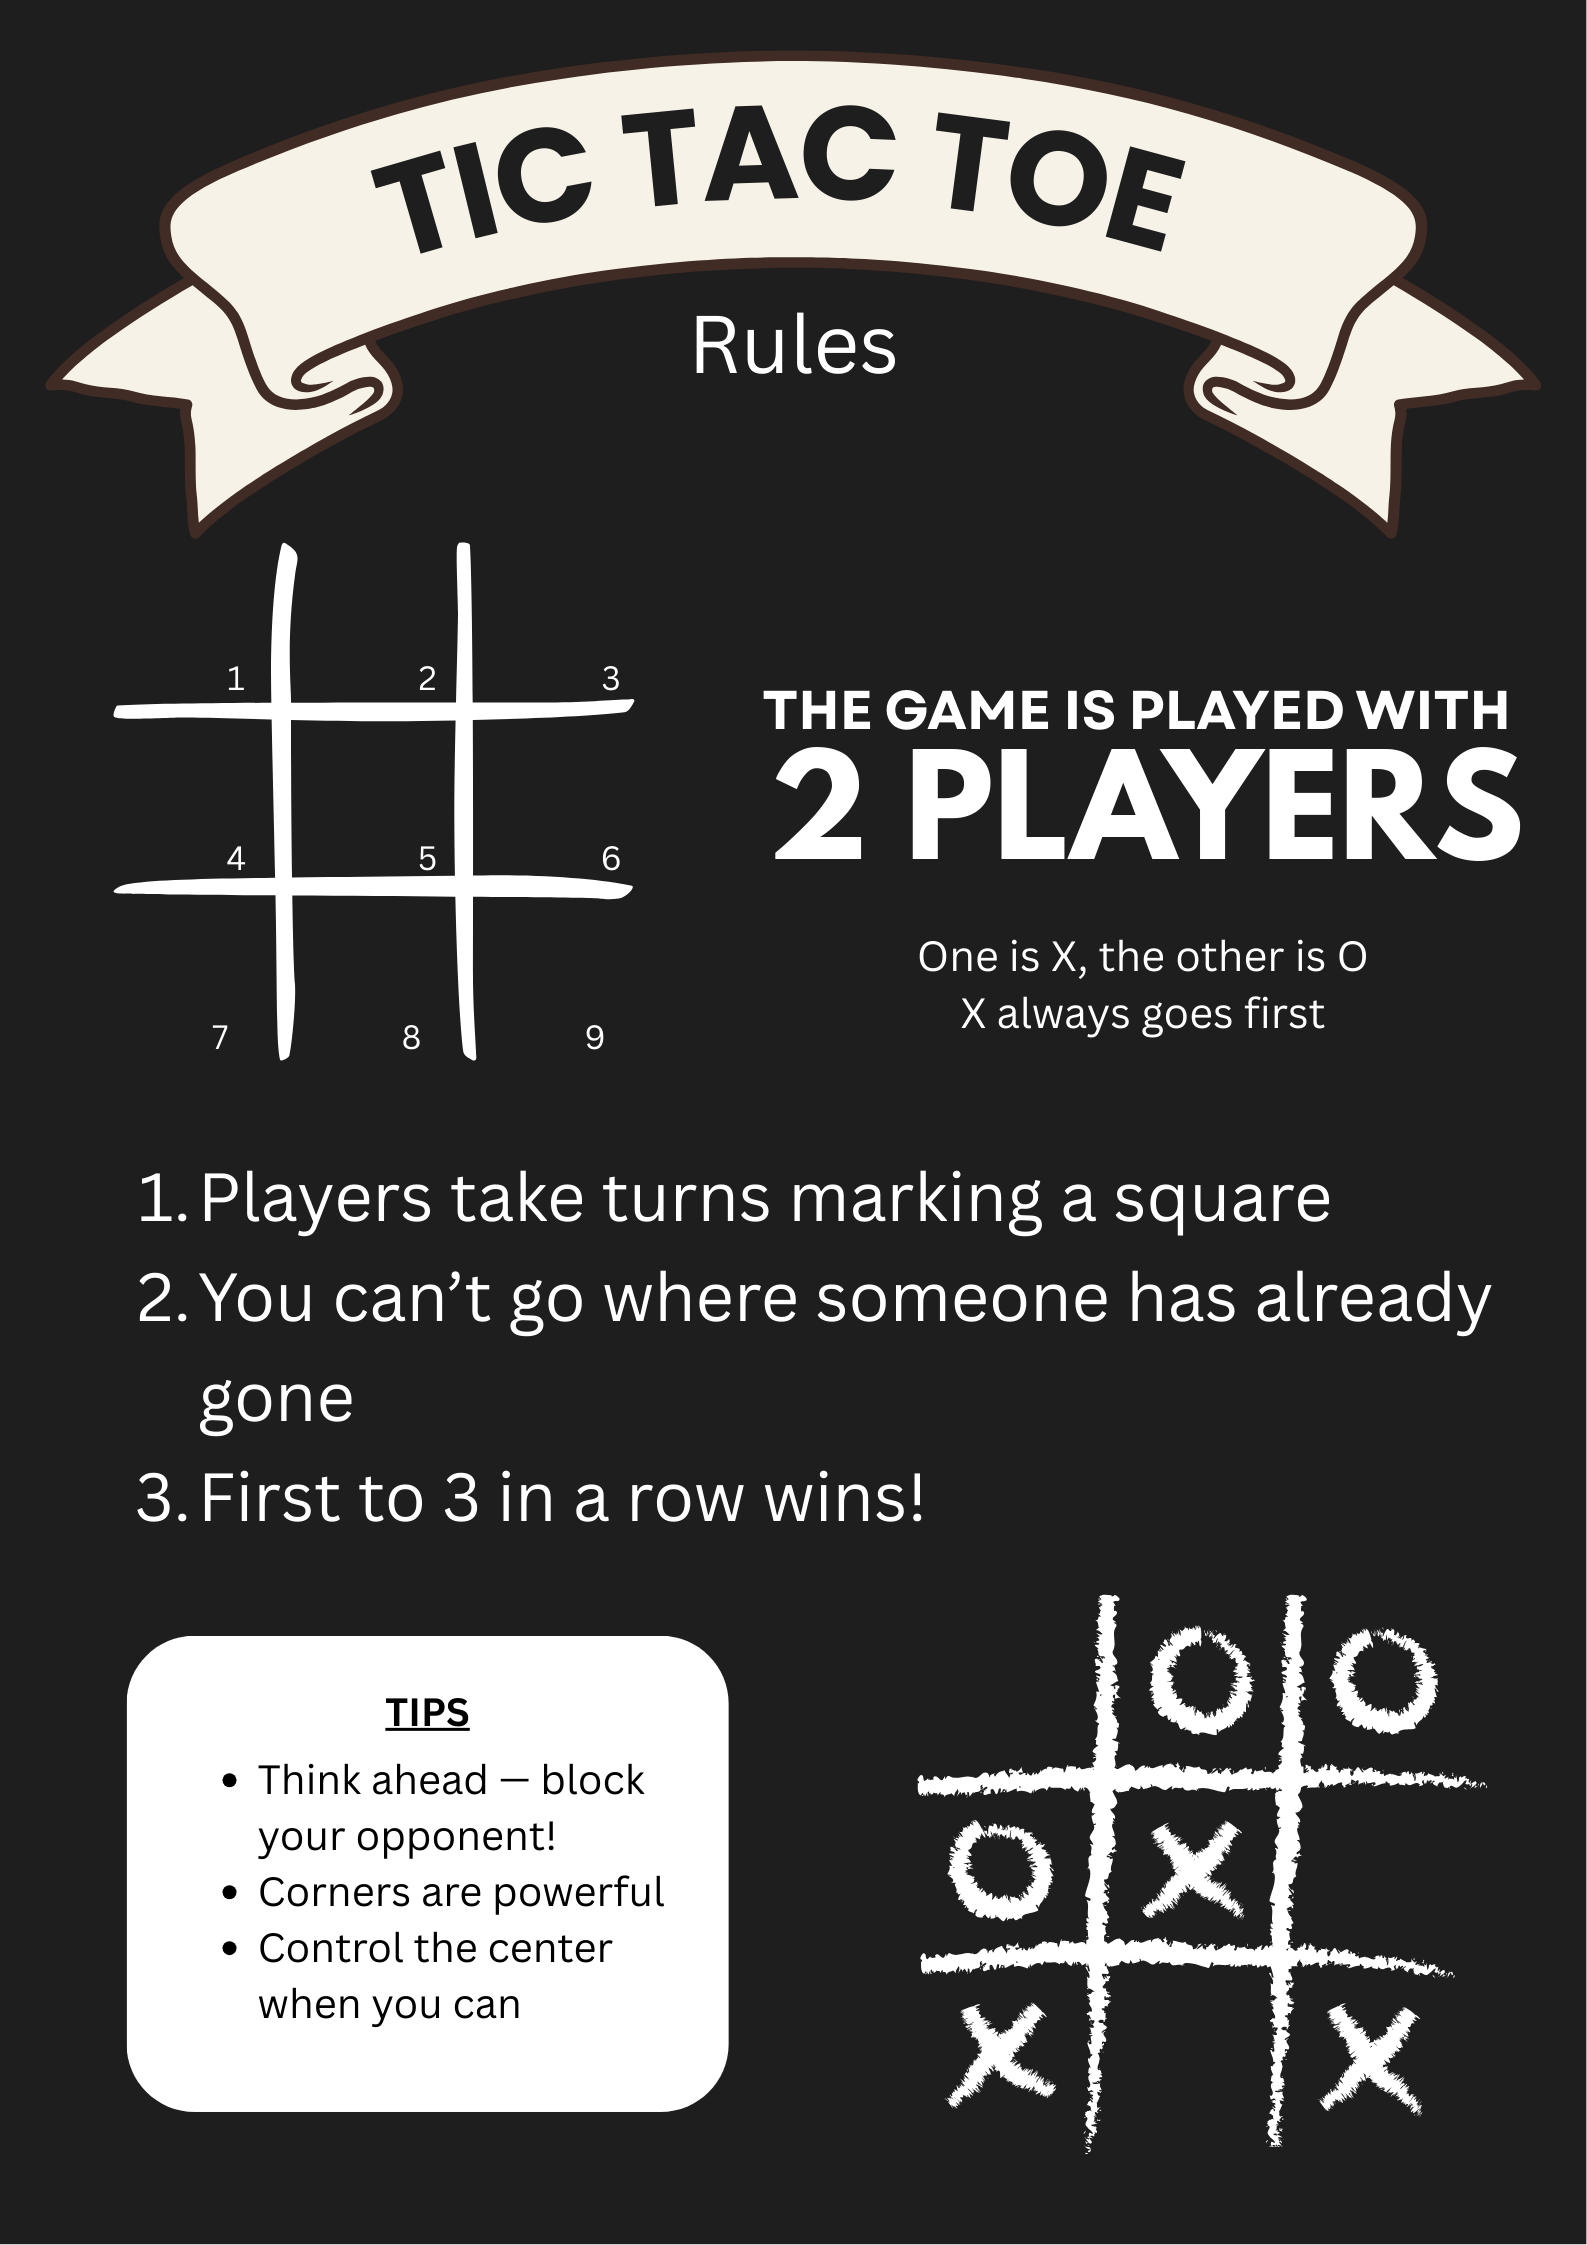 TIC TAC TOE
Rules
1 2 3
4 5 6
7 8 9
THE GAME IS PLAYED WITH
2 PLAYERS
One is X, the other is O
X always goes first
1. Players take turns marking a square
2. You can’t go where someone has already
gone
3. First to 3 in a row wins!
TIPS
• Think ahead — block
your opponent!
• Corners are powerful
• Control the center
when you can
O O
O X
X X